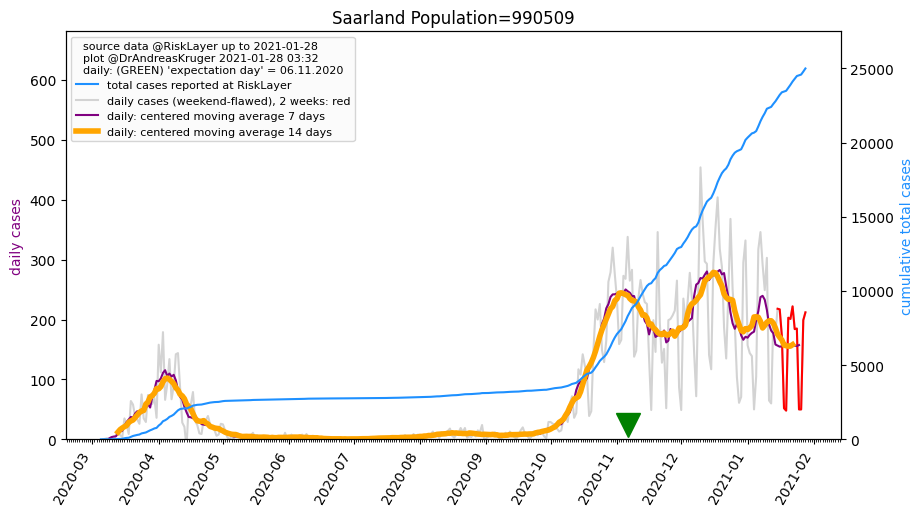 Saarland Population=990509
source data @RiskLayer up to 2021-01-28
plot @DrAndreasKruger 2021-01-28 03:32
daily: (GREEN) 'expectation day' = 06.11.2020
total cases reported at RiskLayer
daily cases (weekend-flawed), 2 weeks: red
daily: centered moving average 7 days
daily: centered moving average 14 days
daily cases
600
500
400
300
200
100
0
cumulative total cases
25000
20000
15000
10000
5000
0
2020-03
2020-04
2020-05
2020-06
2020-07
2020-08
2020-09
2020-10
2020-11
2020-12
2021-01
2021-02